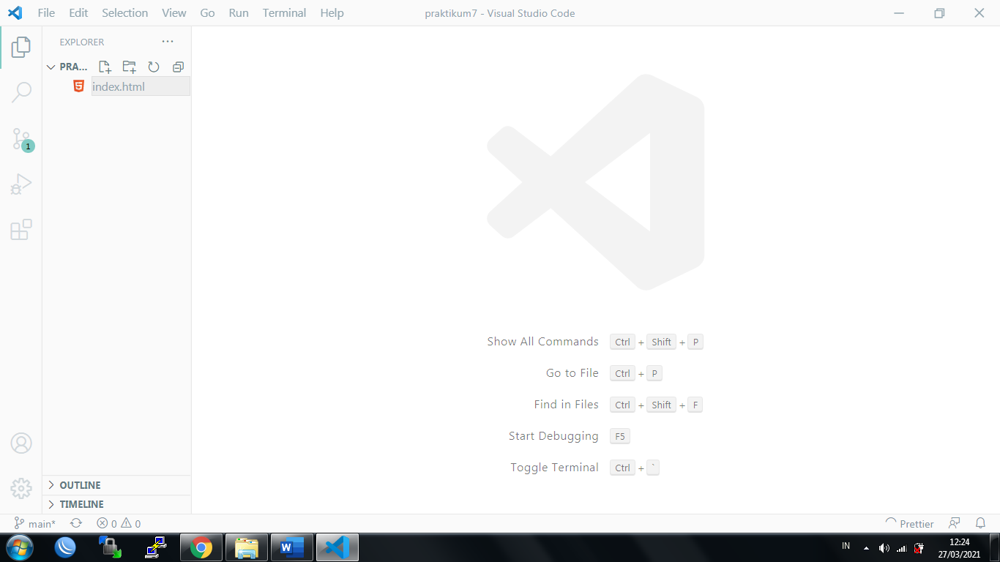 File Edit Selection View Go Run Terminal Help
praktikum7 - Visual Studio Code
EXPLORER
PRA...
index.html
1
Show All Commands Ctrl + Shift + P
Go to File Ctrl + P
Find in Files Ctrl + Shift + F
Start Debugging F5
Toggle Terminal Ctrl + `
OUTLINE
TIMELINE
main* 0 0 Prettier
IN
12:24
27/03/2021